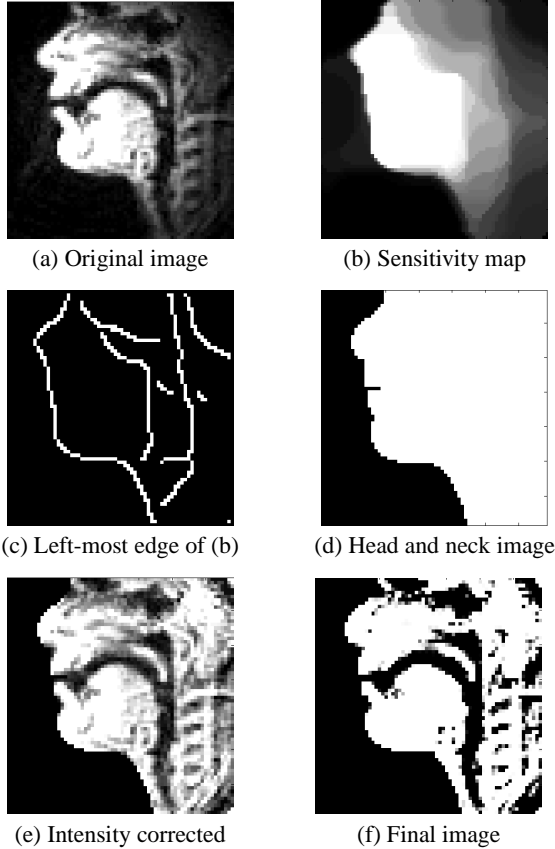 (a) Original image
(b) Sensitivity map
(c) Left-most edge of (b)
(d) Head and neck image
(e) Intensity corrected
(f) Final image